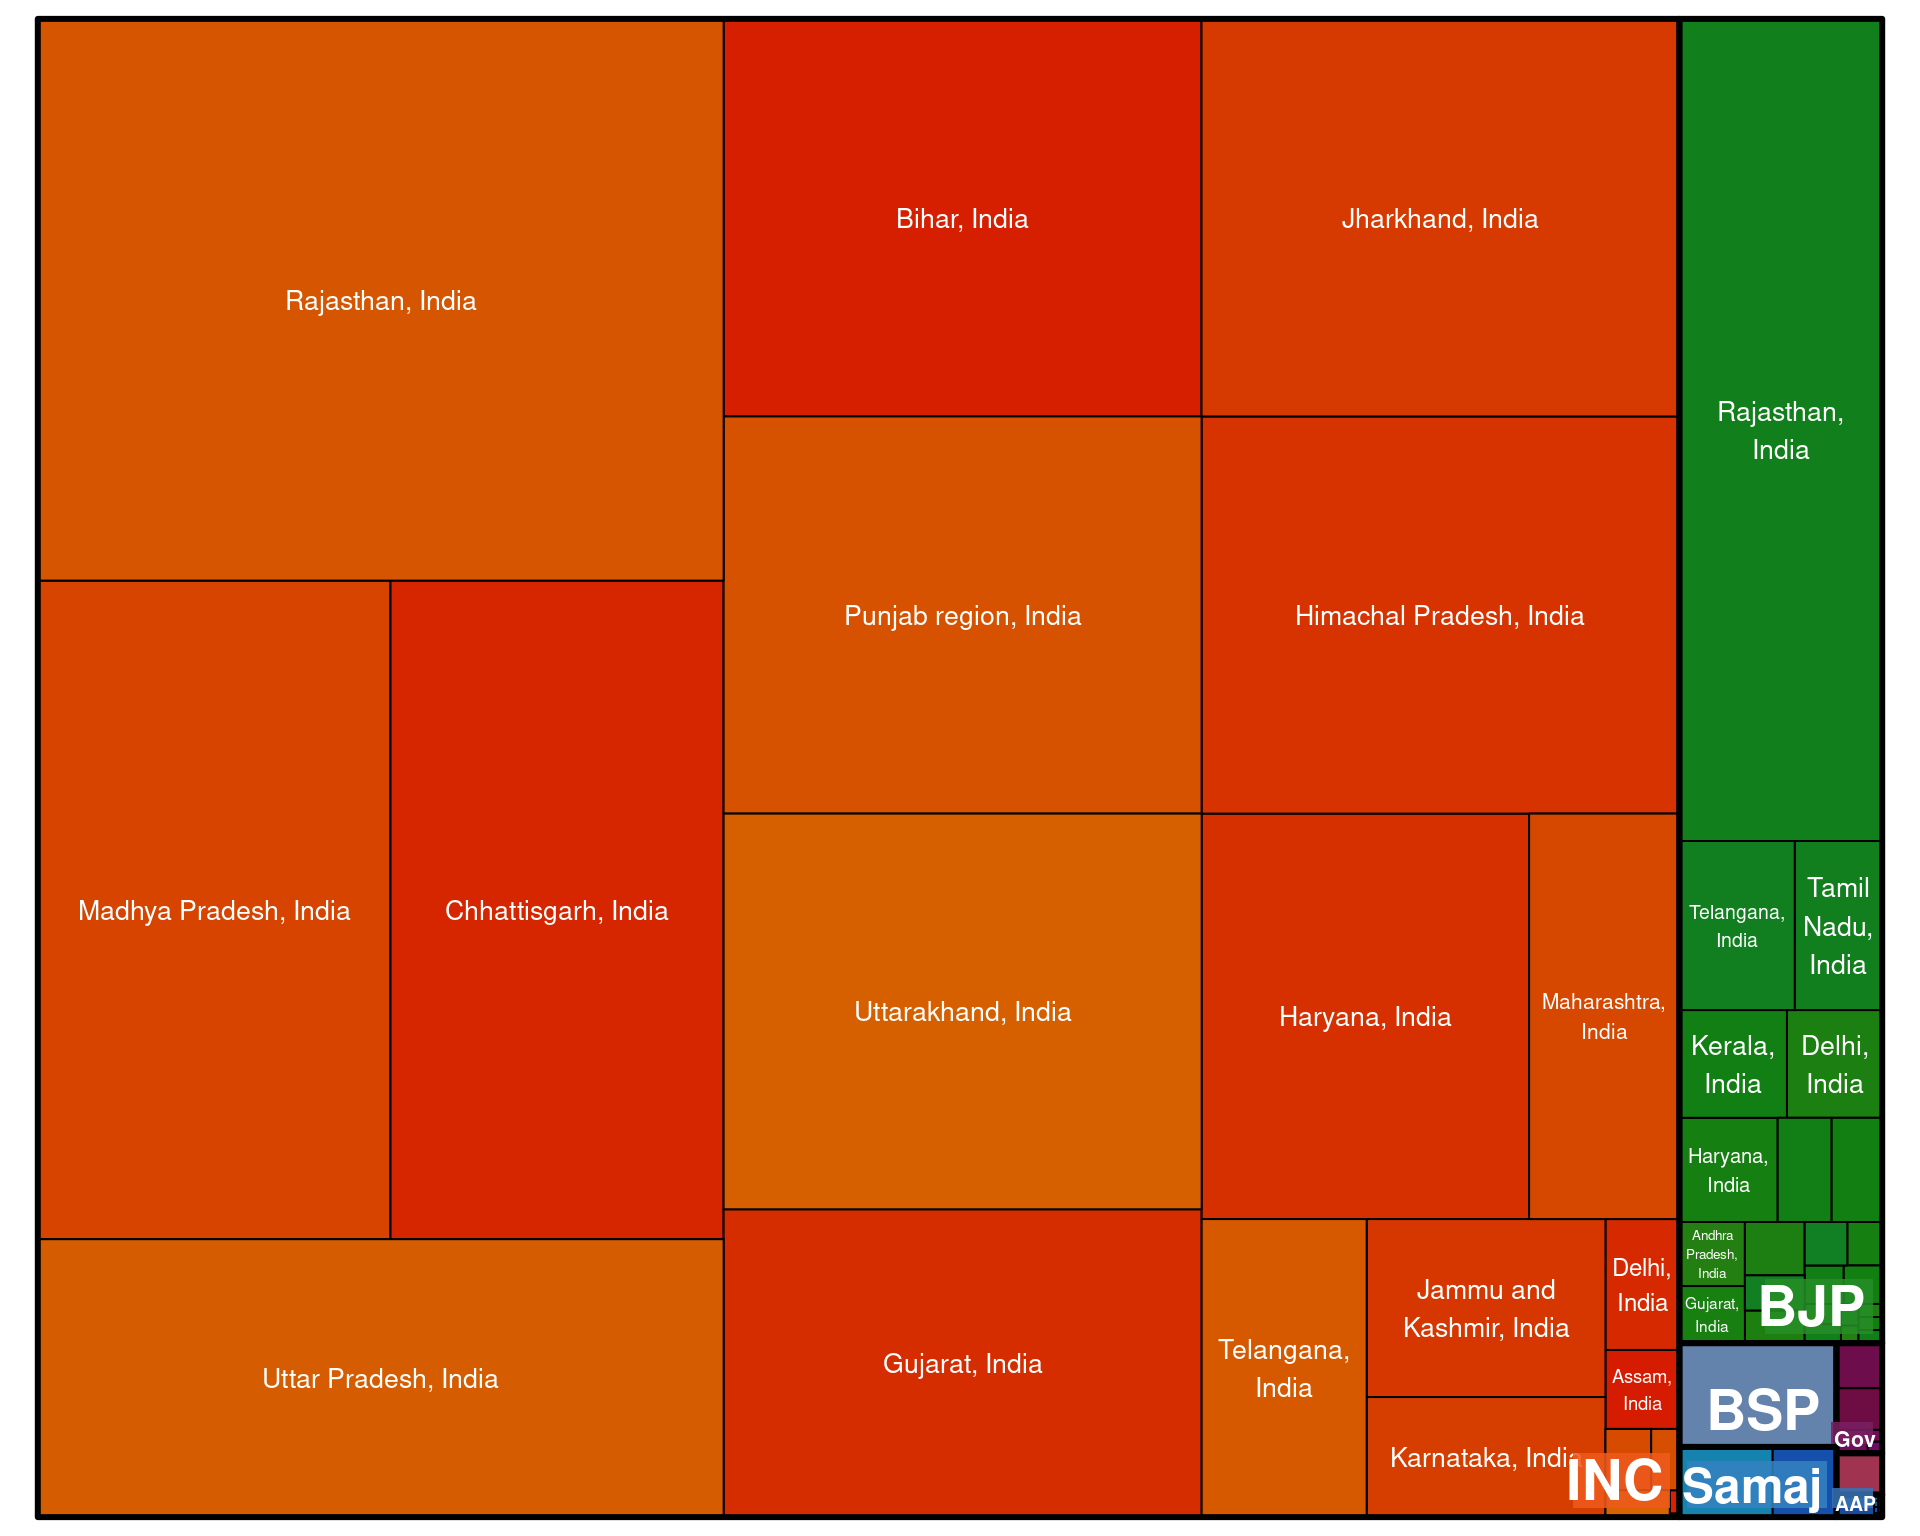 Rajasthan, India
Bihar, India
Jharkhand, India
Rajasthan,
India
Punjab region, India
Himachal Pradesh, India
Madhya Pradesh, India
Chhattisgarh, India
Uttarakhand, India
Haryana, India
Maharashtra,
India
Telangana,
India
Tamil
Nadu,
India
Kerala,
India
Delhi,
India
Haryana,
India
Andhra
Pradesh,
India
Gujarat,
India
BJP
Uttar Pradesh, India
Gujarat, India
Telangana,
India
Jammu and
Kashmir, India
Delhi,
India
Assam,
India
Karnataka, India
INC
BSP
Gov
Samaj
AAP